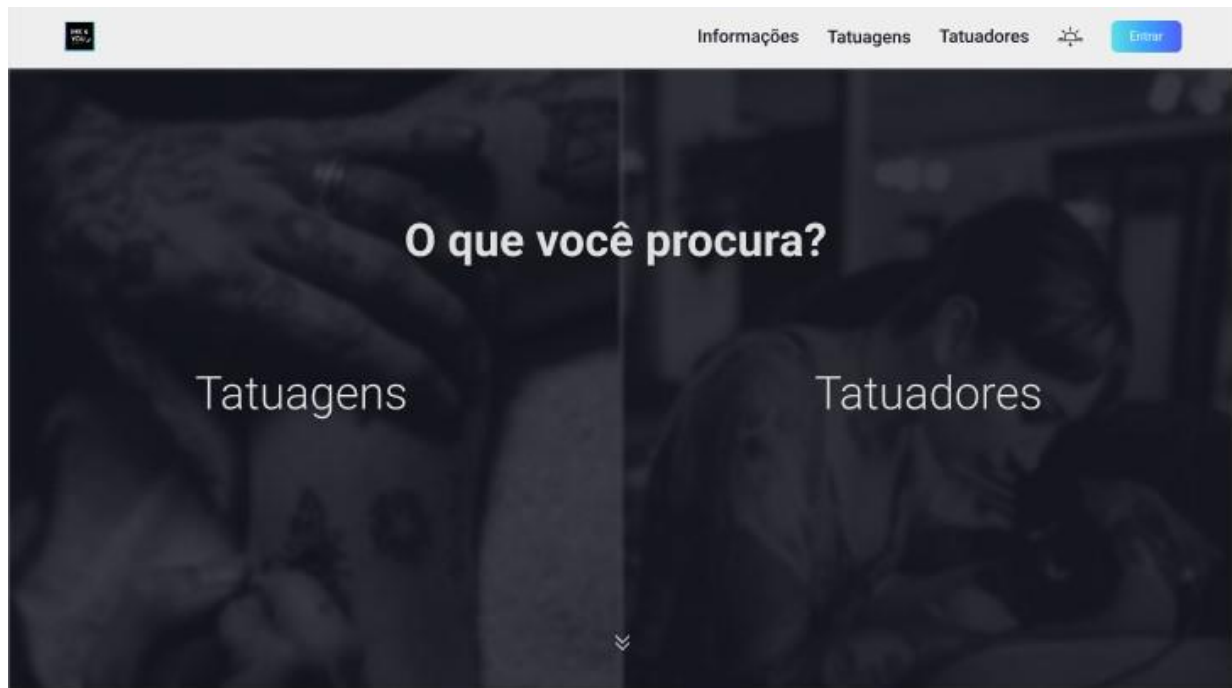 Informações Tatuagens Tatuadores Entrar
O que você procura?
Tatuagens Tatuadores